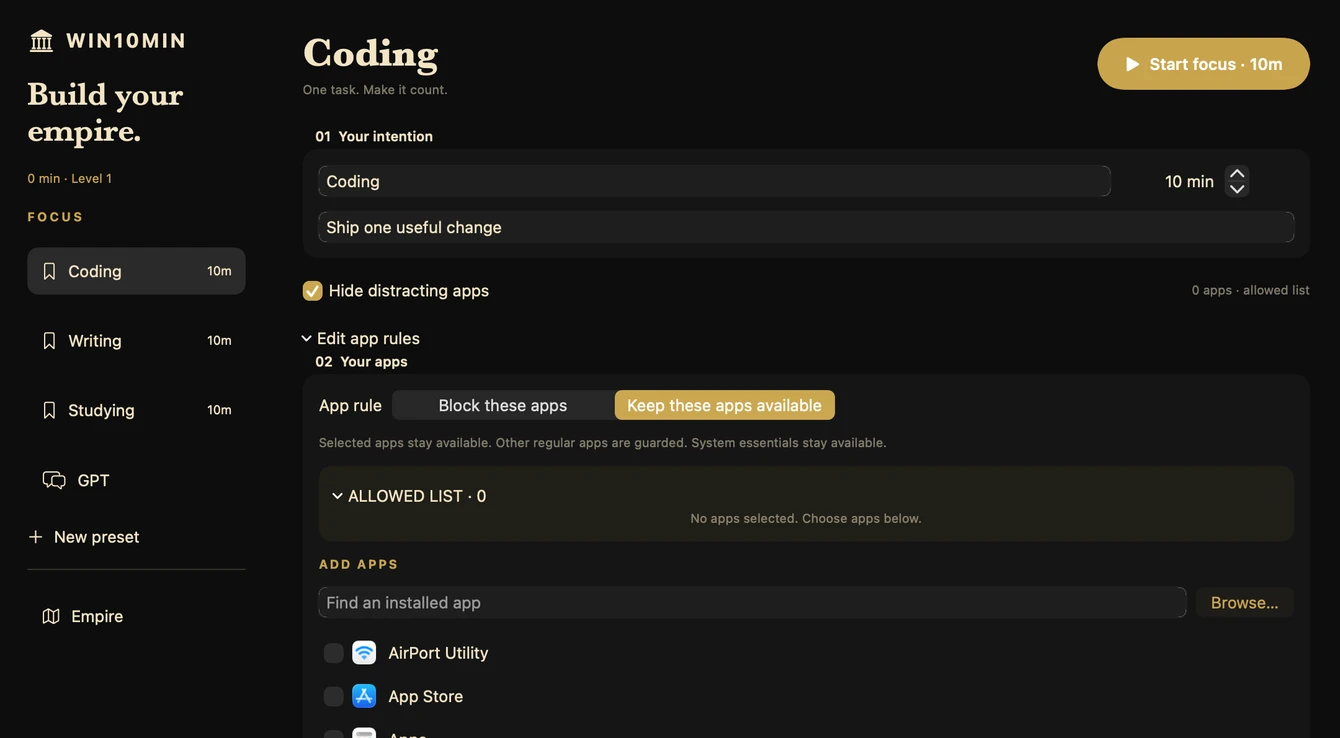 WIN10MIN
Build your
empire.
0 min · Level 1
FOCUS
Coding 10m
Writing 10m
Studying 10m
GPT
New preset
Empire
Coding
One task. Make it count.
Start focus · 10m
01 Your intention
Coding
10 min
Ship one useful change
Hide distracting apps
0 apps · allowed list
Edit app rules
02 Your apps
App rule
Block these apps
Keep these apps available
Selected apps stay available. Other regular apps are guarded. System essentials stay available.
ALLOWED LIST · 0
No apps selected. Choose apps below.
ADD APPS
Find an installed app
Browse...
AirPort Utility
App Store
Apps